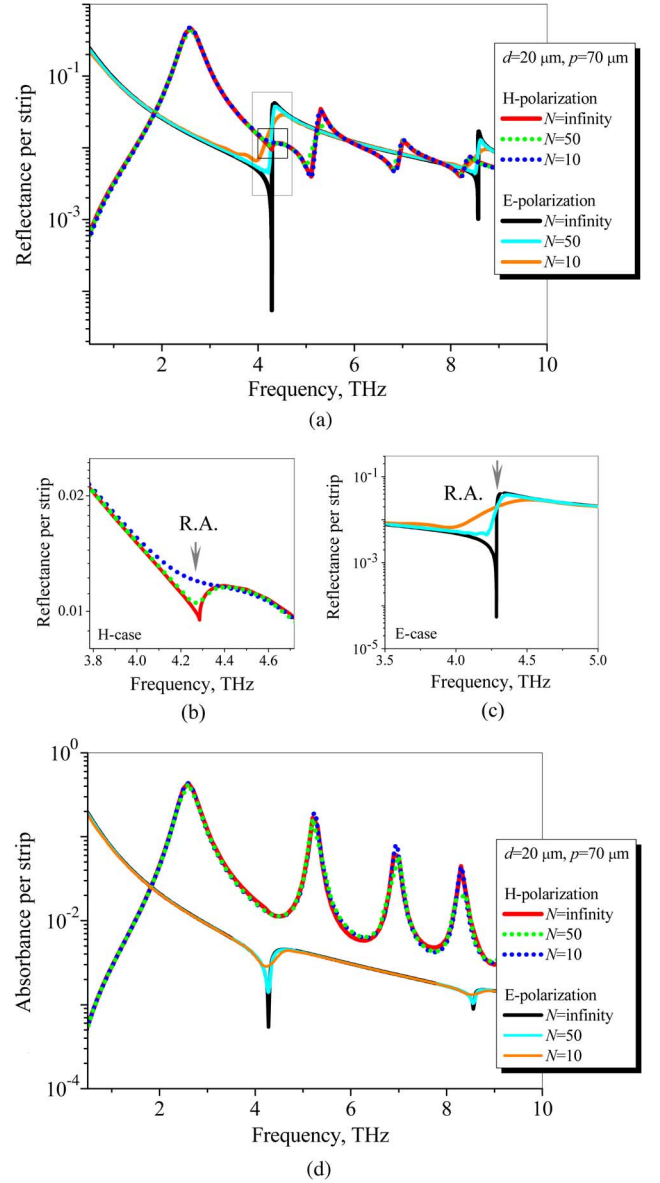 10^-1
10^-3
Reflectance per strip
2
4
6
8
10
Frequency, THz
d=20 μm, p=70 μm
H-polarization
N=infinity
N=50
N=10
E-polarization
N=infinity
N=50
N=10
(a)
0.02
0.01
Reflectance per strip
R.A.
H-case
3.8
4.0
4.2
4.4
4.6
Frequency, THz
(b)
10^-1
10^-3
10^-5
Reflectance per strip
R.A.
E-case
3.5
4.0
4.5
5.0
Frequency, THz
(c)
10^0
10^-2
10^-4
Absorbance per strip
2
4
6
8
10
Frequency, THz
d=20 μm, p=70 μm
H-polarization
N=infinity
N=50
N=10
E-polarization
N=infinity
N=50
N=10
(d)